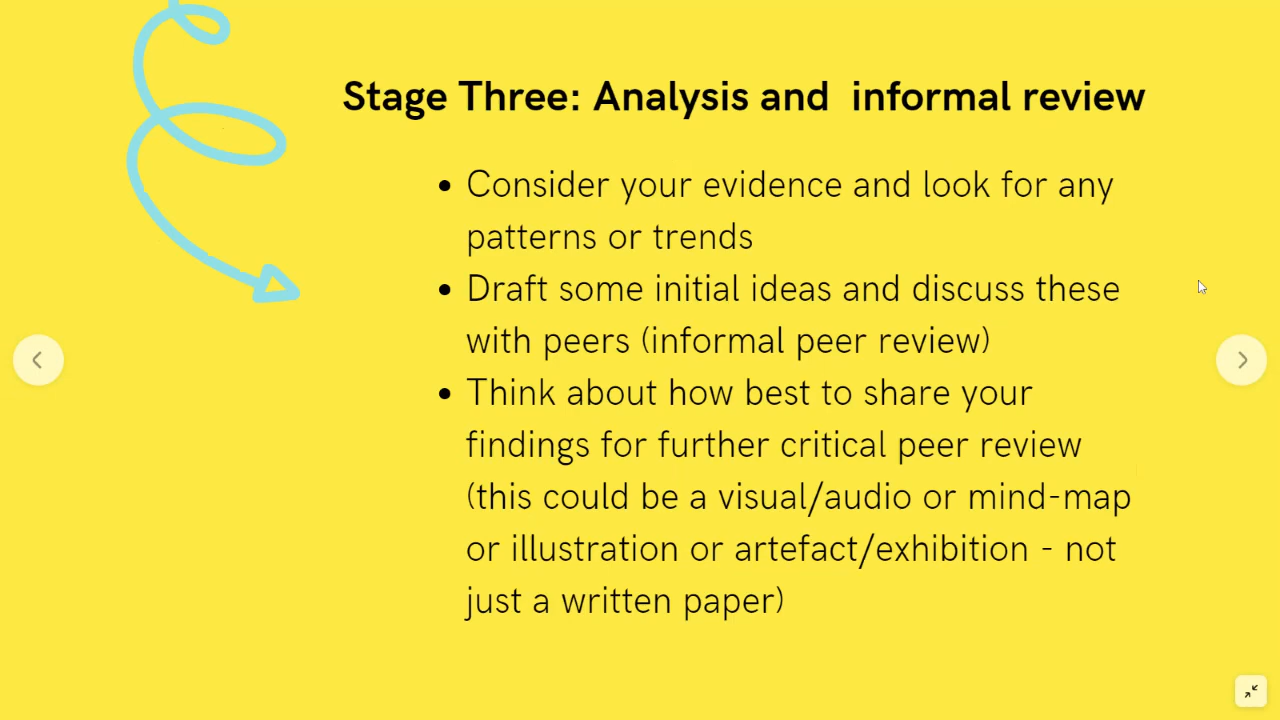 Stage Three: Analysis and  informal review
• Consider your evidence and look for any
patterns or trends
• Draft some initial ideas and discuss these
with peers (informal peer review)
• Think about how best to share your
findings for further critical peer review
(this could be a visual/audio or mind-map
or illustration or artefact/exhibition - not
just a written paper)